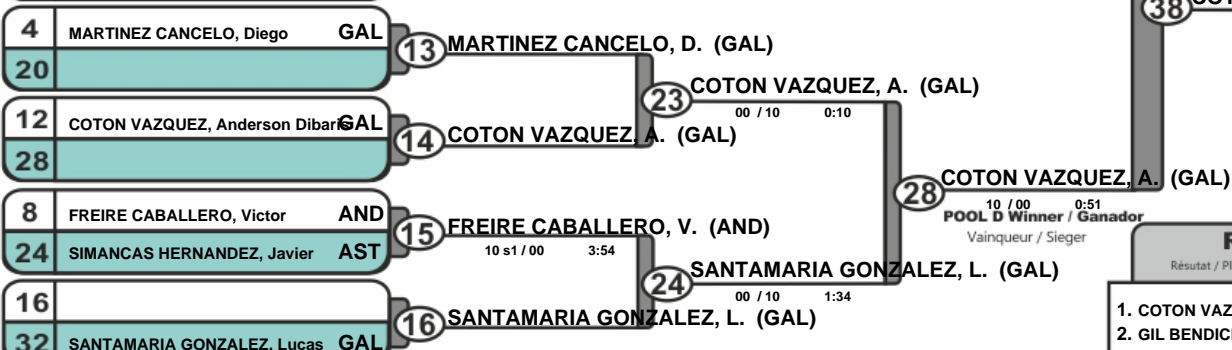 38
4 MARTINEZ CANCELO, Diego GAL
20
13 MARTINEZ CANCELO, D. (GAL)
12 COTON VAZQUEZ, Anderson Dibaris GAL
28
14 COTON VAZQUEZ, A. (GAL)
23 COTON VAZQUEZ, A. (GAL)
00 / 10 0:10
8 FREIRE CABALLERO, Victor AND
24 SIMANCAS HERNANDEZ, Javier AST
15 FREIRE CABALLERO, V. (AND)
10 s1 / 00 3:54
16
32 SANTAMARIA GONZALEZ, Lucas GAL
16 SANTAMARIA GONZALEZ, L. (GAL)
24 SANTAMARIA GONZALEZ, L. (GAL)
00 / 10 1:34
28 COTON VAZQUEZ, A. (GAL)
10 / 00 0:51
POOL D Winner / Ganador
Vainqueur / Sieger
Résutat / Pl
1. COTON VAZ
2. GIL BENDIC